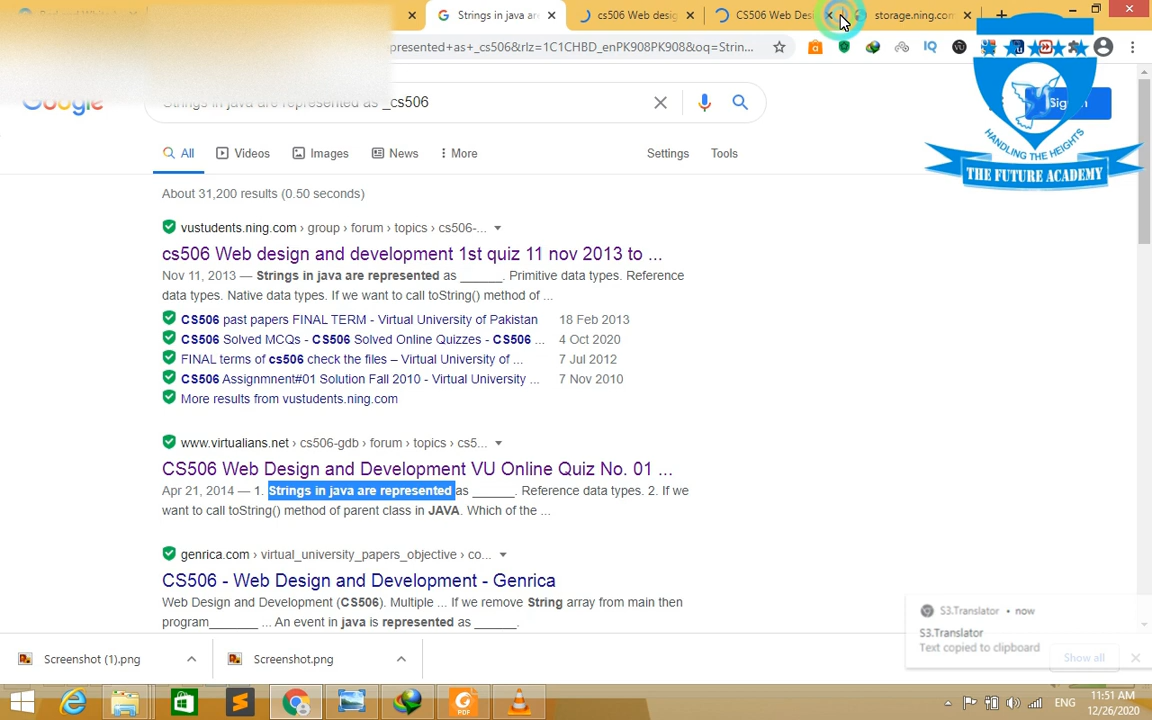 Strings in java are
cs506 Web desig
CS506 Web Des
storage.ning.com
presented+as+_cs506&rlz=1C1CHBD_enPK908PK908&oq=Strin...
IQ
Google
Strings in java are represented as _cs506
Sign in
All
Videos
Images
News
More
Settings
Tools
HANDLING THE HEIGHTS
THE FUTURE ACADEMY
About 31,200 results (0.50 seconds)
vustudents.ning.com › group › forum › topics › cs506-...
cs506 Web design and development 1st quiz 11 nov 2013 to ...
Nov 11, 2013 — Strings in java are represented as ______. Primitive data types. Reference
data types. Native data types. If we want to call toString() method of ...
CS506 past papers FINAL TERM - Virtual University of Pakistan 18 Feb 2013
CS506 Solved MCQs - CS506 Solved Online Quizzes - CS506 ... 4 Oct 2020
FINAL terms of cs506 check the files – Virtual University of ... 7 Jul 2012
CS506 Assignmnent#01 Solution Fall 2010 - Virtual University ... 7 Nov 2010
More results from vustudents.ning.com
www.virtualians.net › cs506-gdb › forum › topics › cs5...
CS506 Web Design and Development VU Online Quiz No. 01 ...
Apr 21, 2014 — 1. Strings in java are represented as ______. Reference data types. 2. If we
want to call toString() method of parent class in JAVA. Which of the ...
genrica.com › virtual_university_papers_objective › co...
CS506 - Web Design and Development - Genrica
Web Design and Development (CS506). Multiple ... If we remove String array from main then
program_______ ... An event in java is represented as ______.
S3.Translator • now
S3.Translator
Text copied to clipboard
Screenshot (1).png
Screenshot.png
Show all
PDF
ENG
11:51 AM
12/26/2020